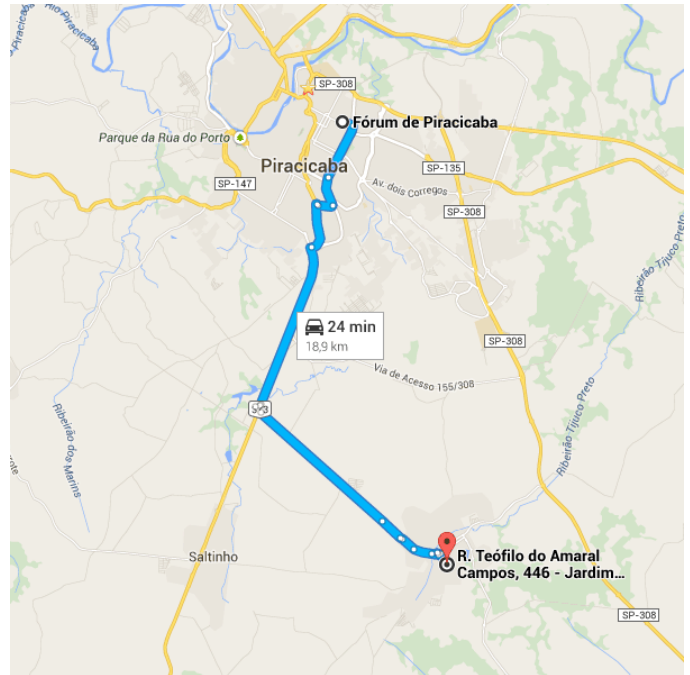 Piracicaba
Rio Piracicaba
SP-308
Fórum de Piracicaba
Parque da Rua do Porto
Piracicaba
SP-135
SP-147
Av. dois Corregos
SP-308
Ribeirão Tijuco Preto
24 min
18,9 km
SP-308
Via de Acesso 155/308
Ribeirão dos Marins
Ribeirão Tijuco Preto
Saltinho
R. Teófilo do Amaral
Campos, 446 - Jardim...
SP-308